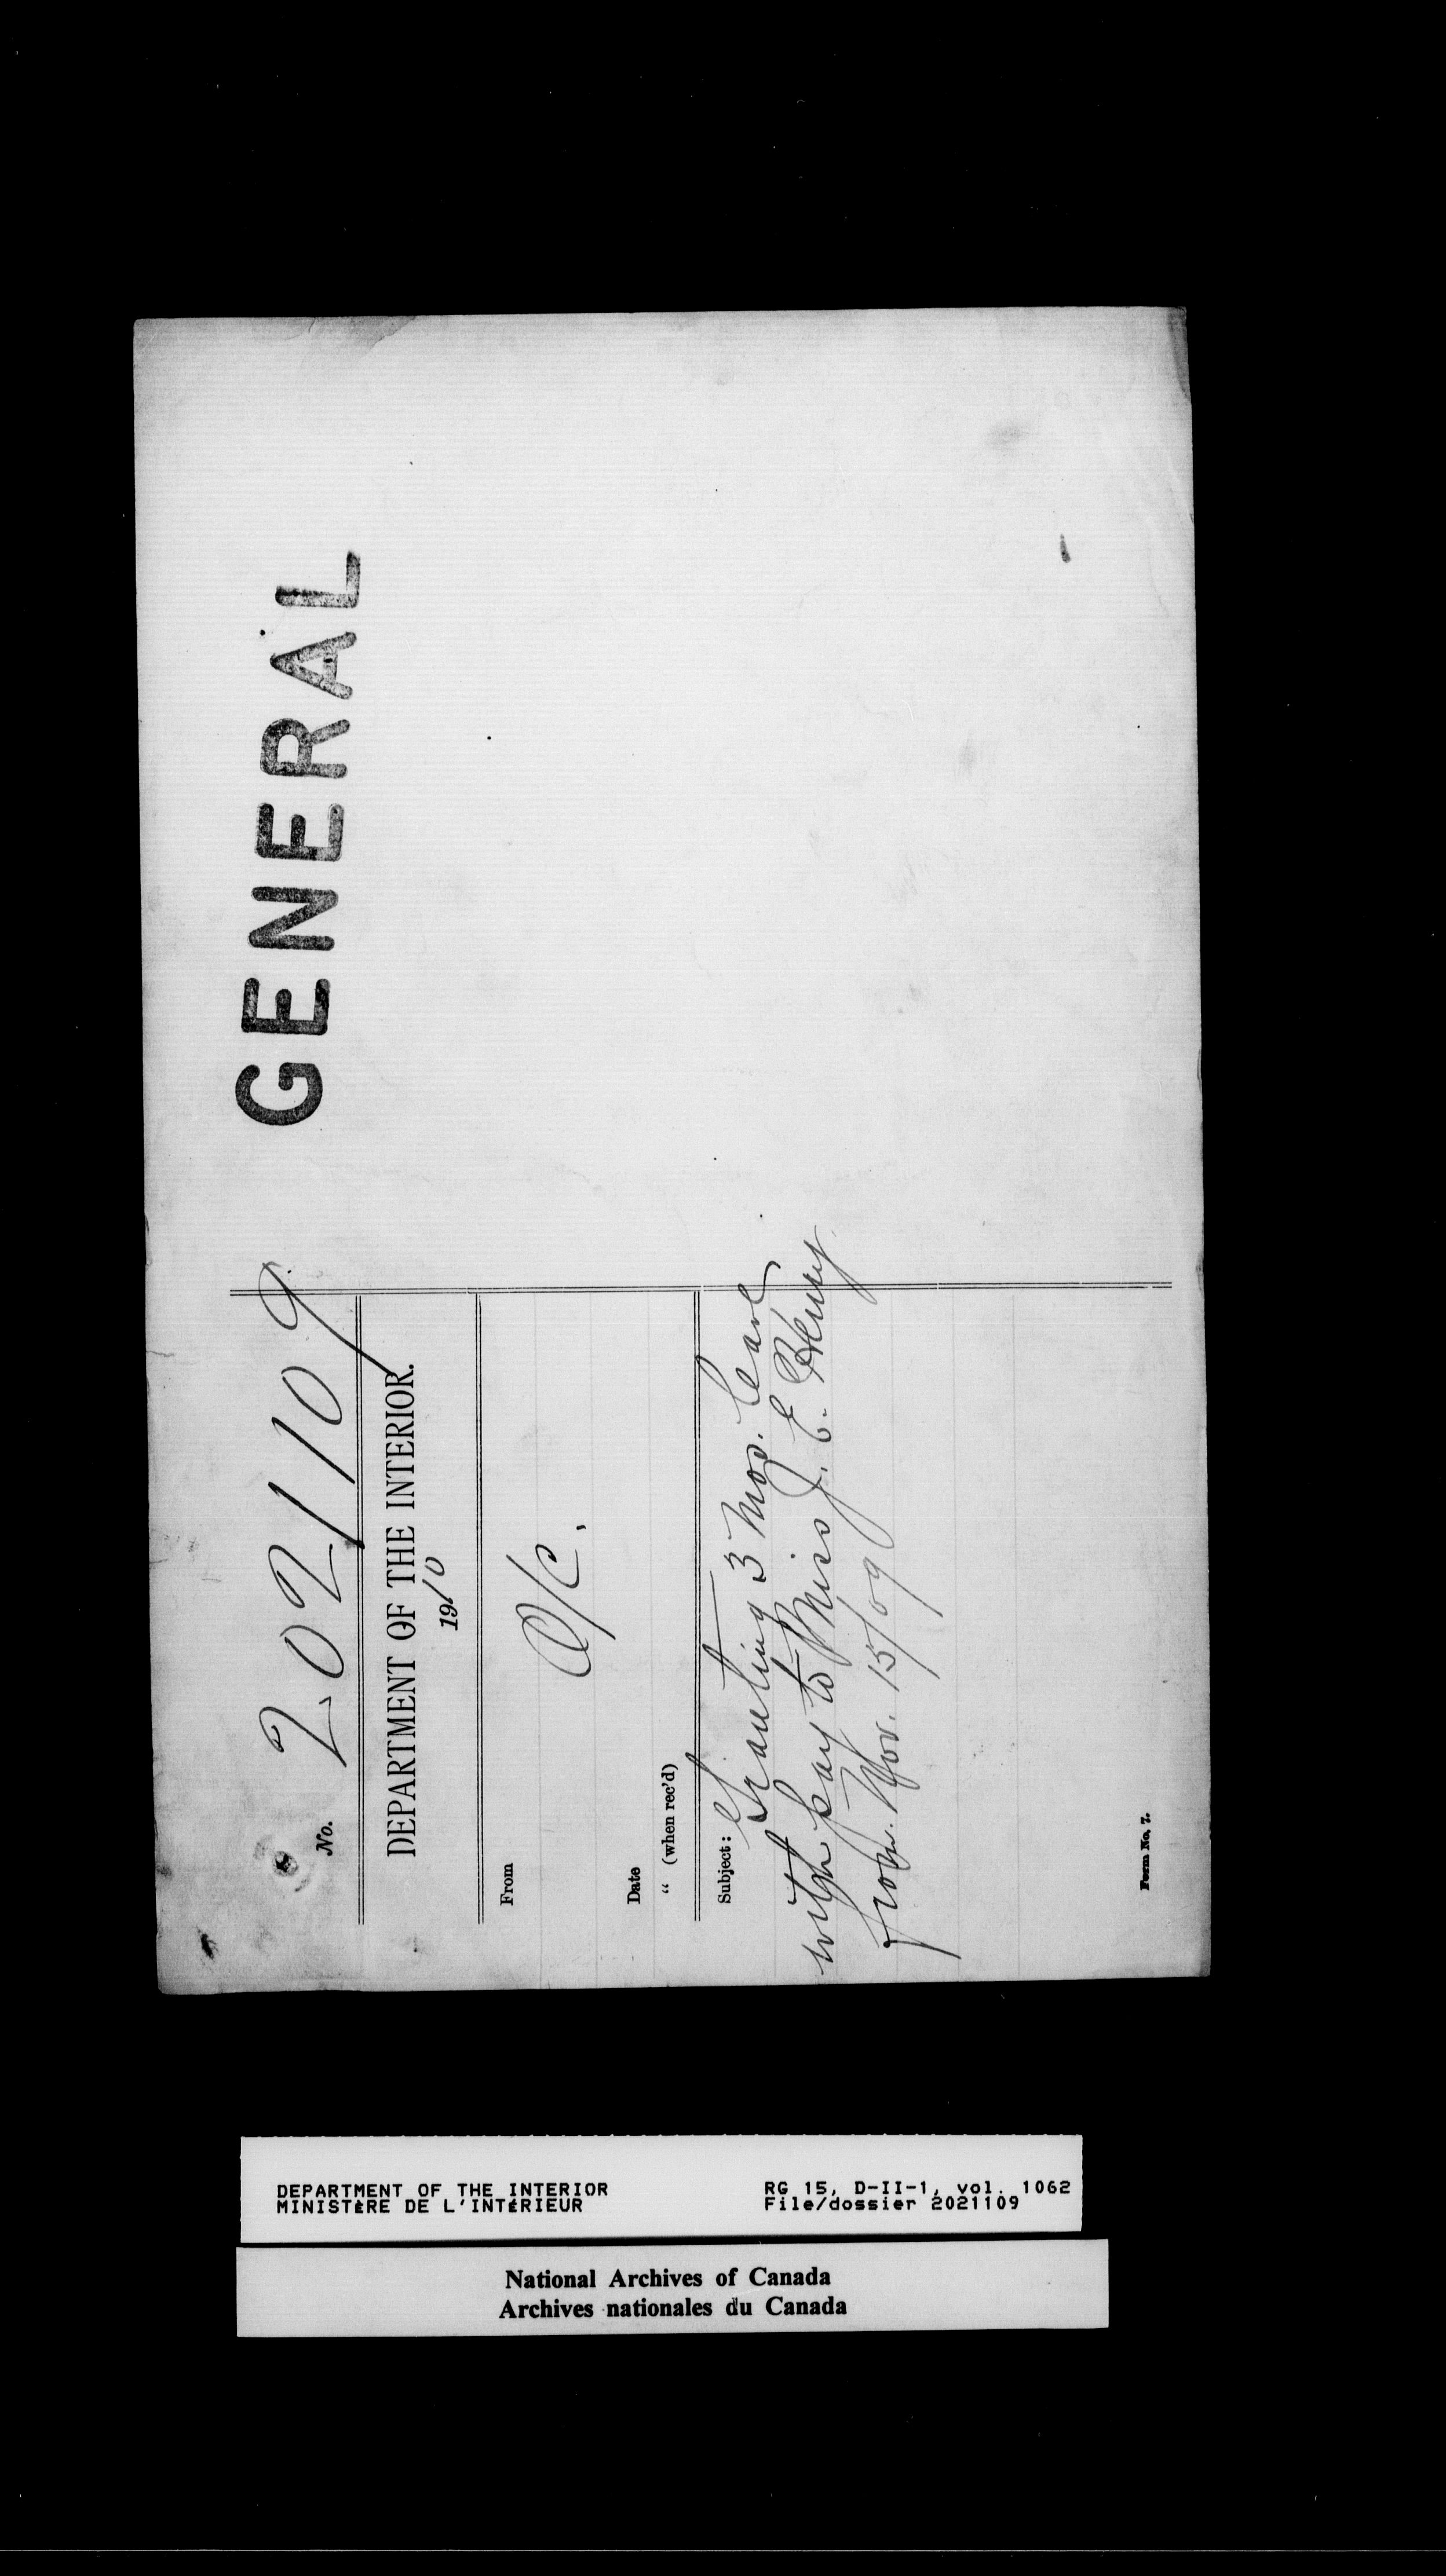 GENERAL
No. 2021109
DEPARTMENT OF THE INTERIOR.
1910
From
O/C.
Date
" (when rec'd)
Subject: Granting 3 mos. leave
with pay to Miss J. E. Henry
from Nov. 15/09
Form No. 7.
DEPARTMENT OF THE INTERIOR
MINISTÈRE DE L'INTÉRIEUR
RG 15, D-II-1, vol. 1062
File/dossier 2021109
National Archives of Canada
Archives nationales du Canada